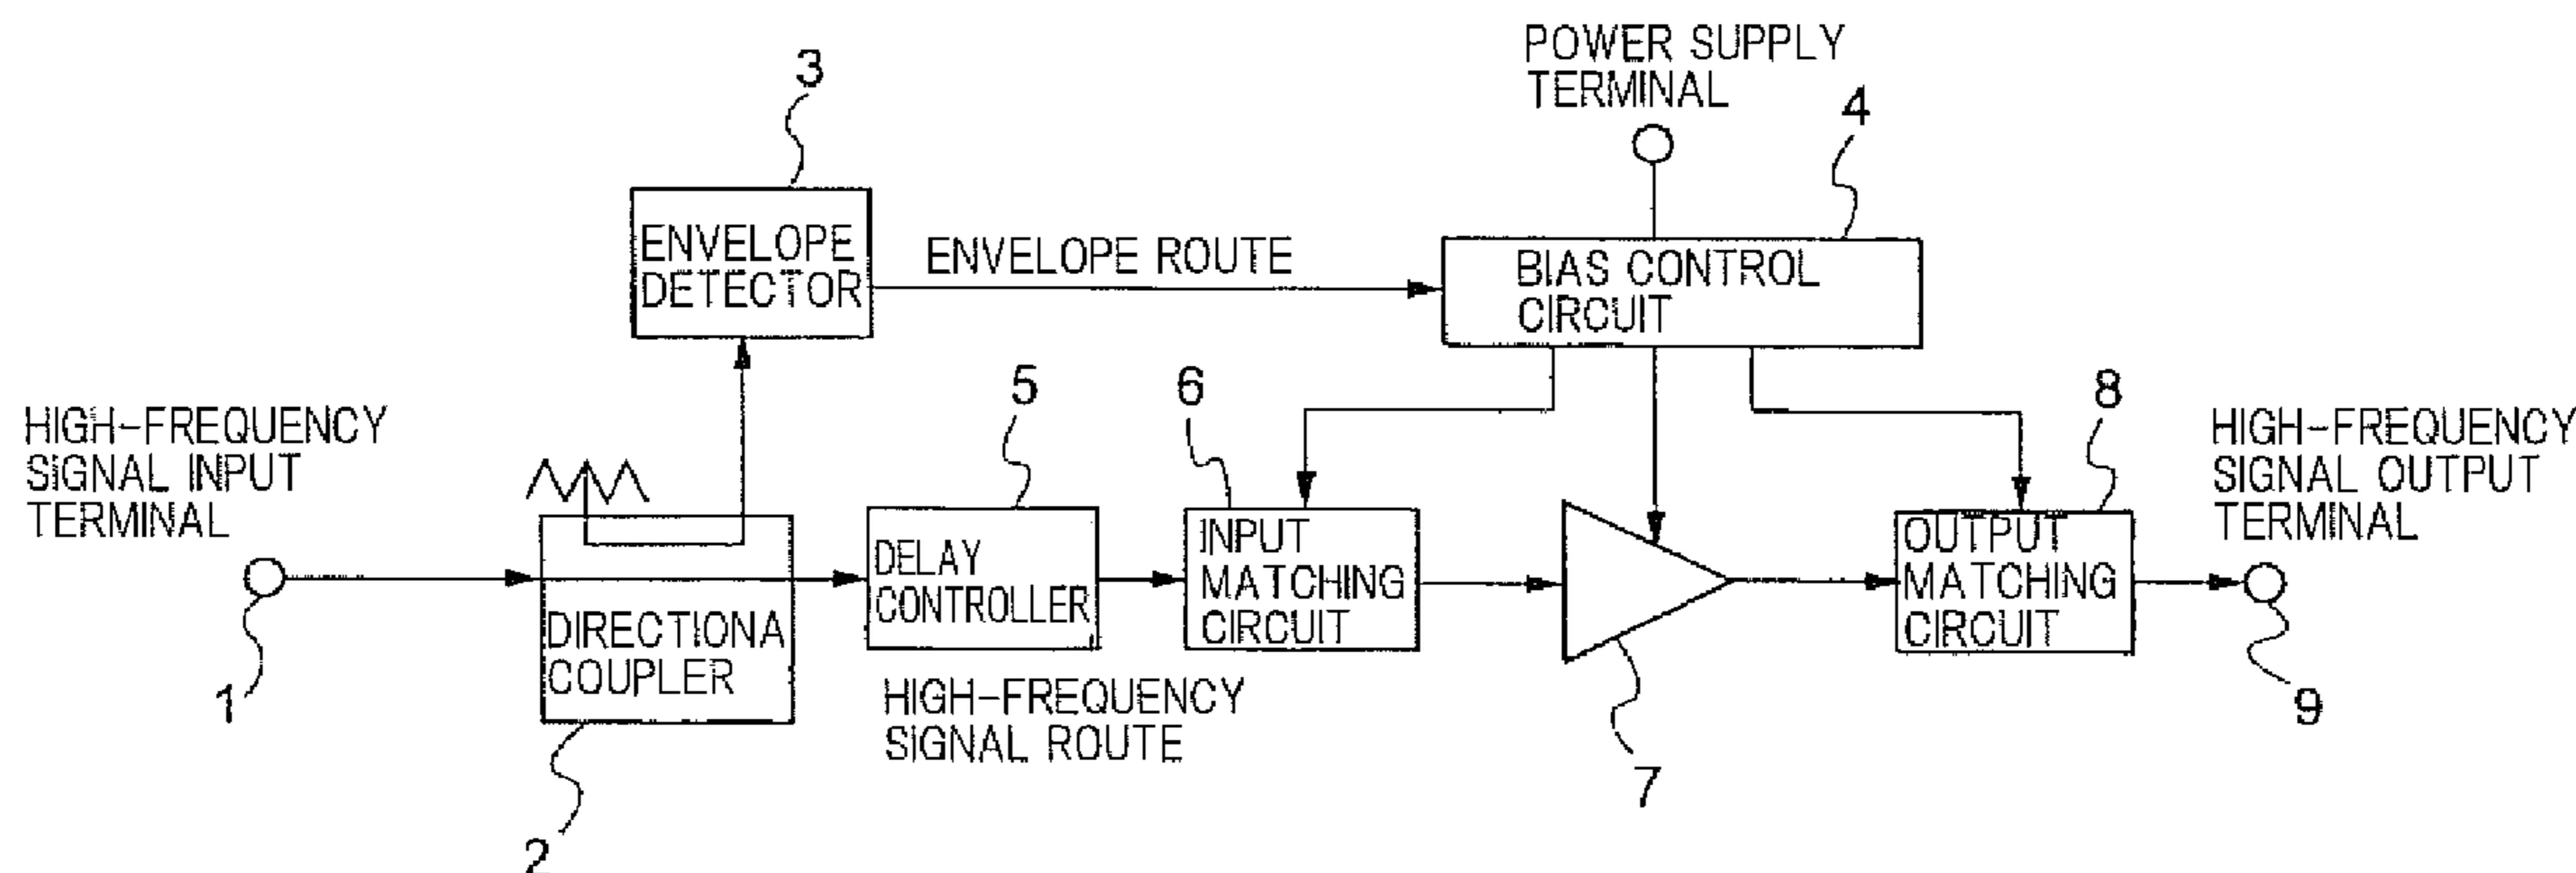 POWER SUPPLY
TERMINAL
3
4
ENVELOPE
DETECTOR
ENVELOPE ROUTE
BIAS CONTROL
CIRCUIT
HIGH-FREQUENCY
SIGNAL INPUT
TERMINAL
5
6
8
HIGH-FREQUENCY
SIGNAL OUTPUT
TERMINAL
DIRECTIONA
COUPLER
DELAY
CONTROLLER
INPUT
MATCHING
CIRCUIT
OUTPUT
MATCHING
CIRCUIT
1
HIGH-FREQUENCY
SIGNAL ROUTE
7
9
2